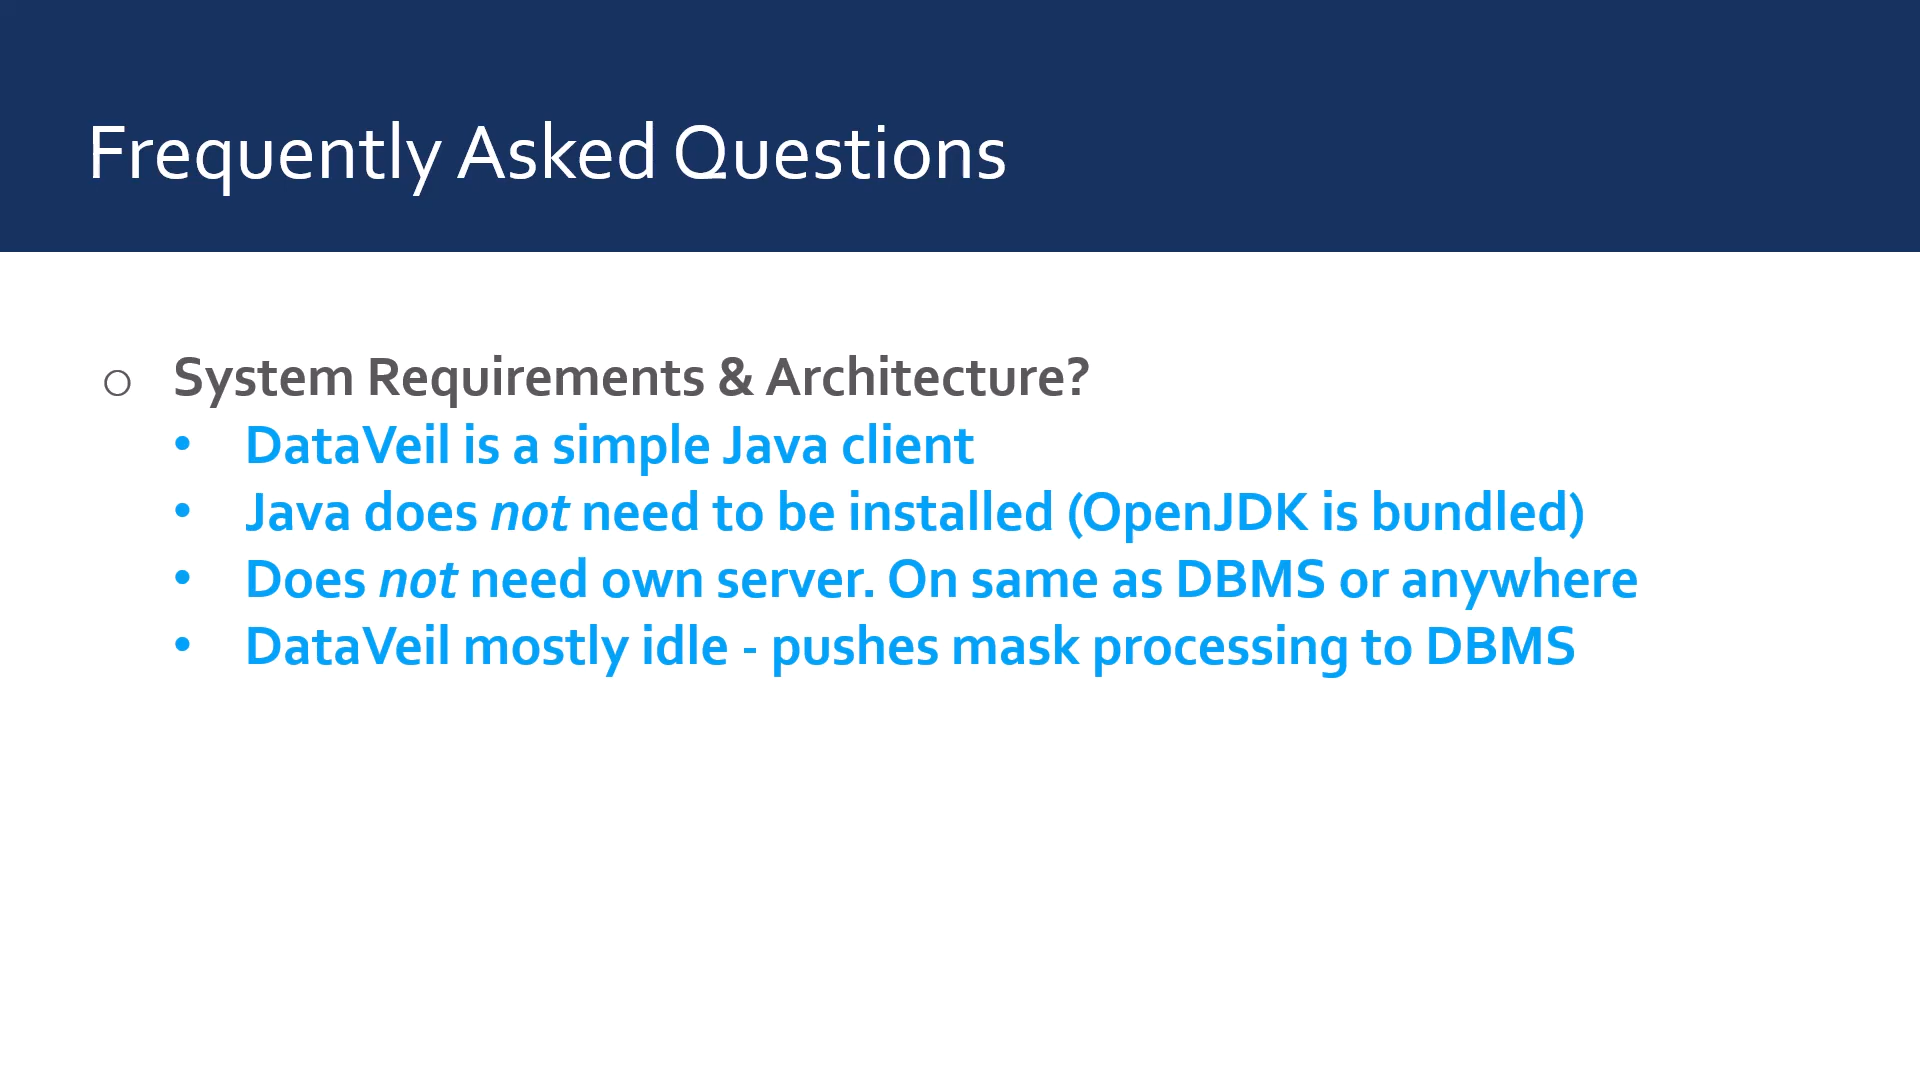 Frequently Asked Questions
○ System Requirements & Architecture?
• DataVeil is a simple Java client
• Java does not need to be installed (OpenJDK is bundled)
• Does not need own server. On same as DBMS or anywhere
• DataVeil mostly idle - pushes mask processing to DBMS